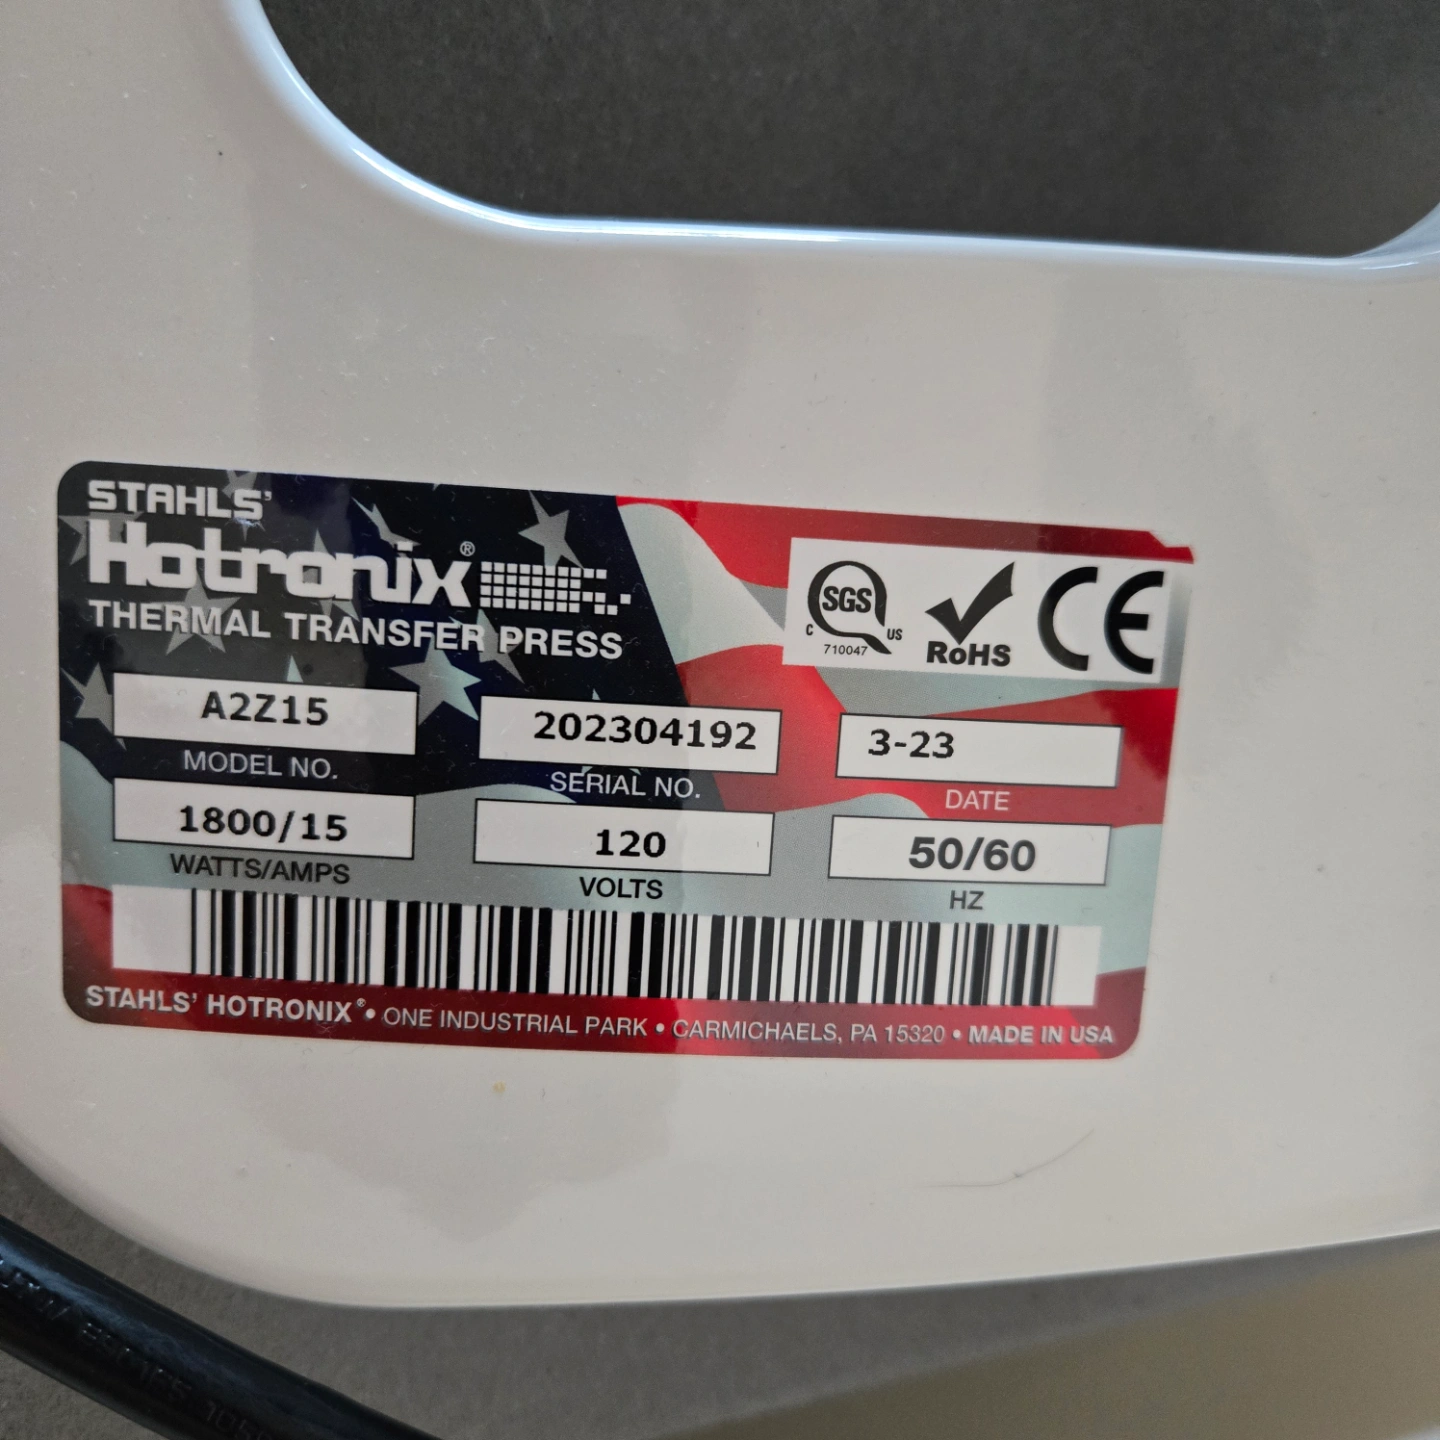 STAHLS'
Hotronix®
THERMAL TRANSFER PRESS
SGS
C US
710047
RoHS
CE
A2Z15
MODEL NO.
202304192
SERIAL NO.
3-23
DATE
1800/15
WATTS/AMPS
120
VOLTS
50/60
HZ
STAHLS' HOTRONIX® • ONE INDUSTRIAL PARK • CARMICHAELS, PA 15320 • MADE IN USA